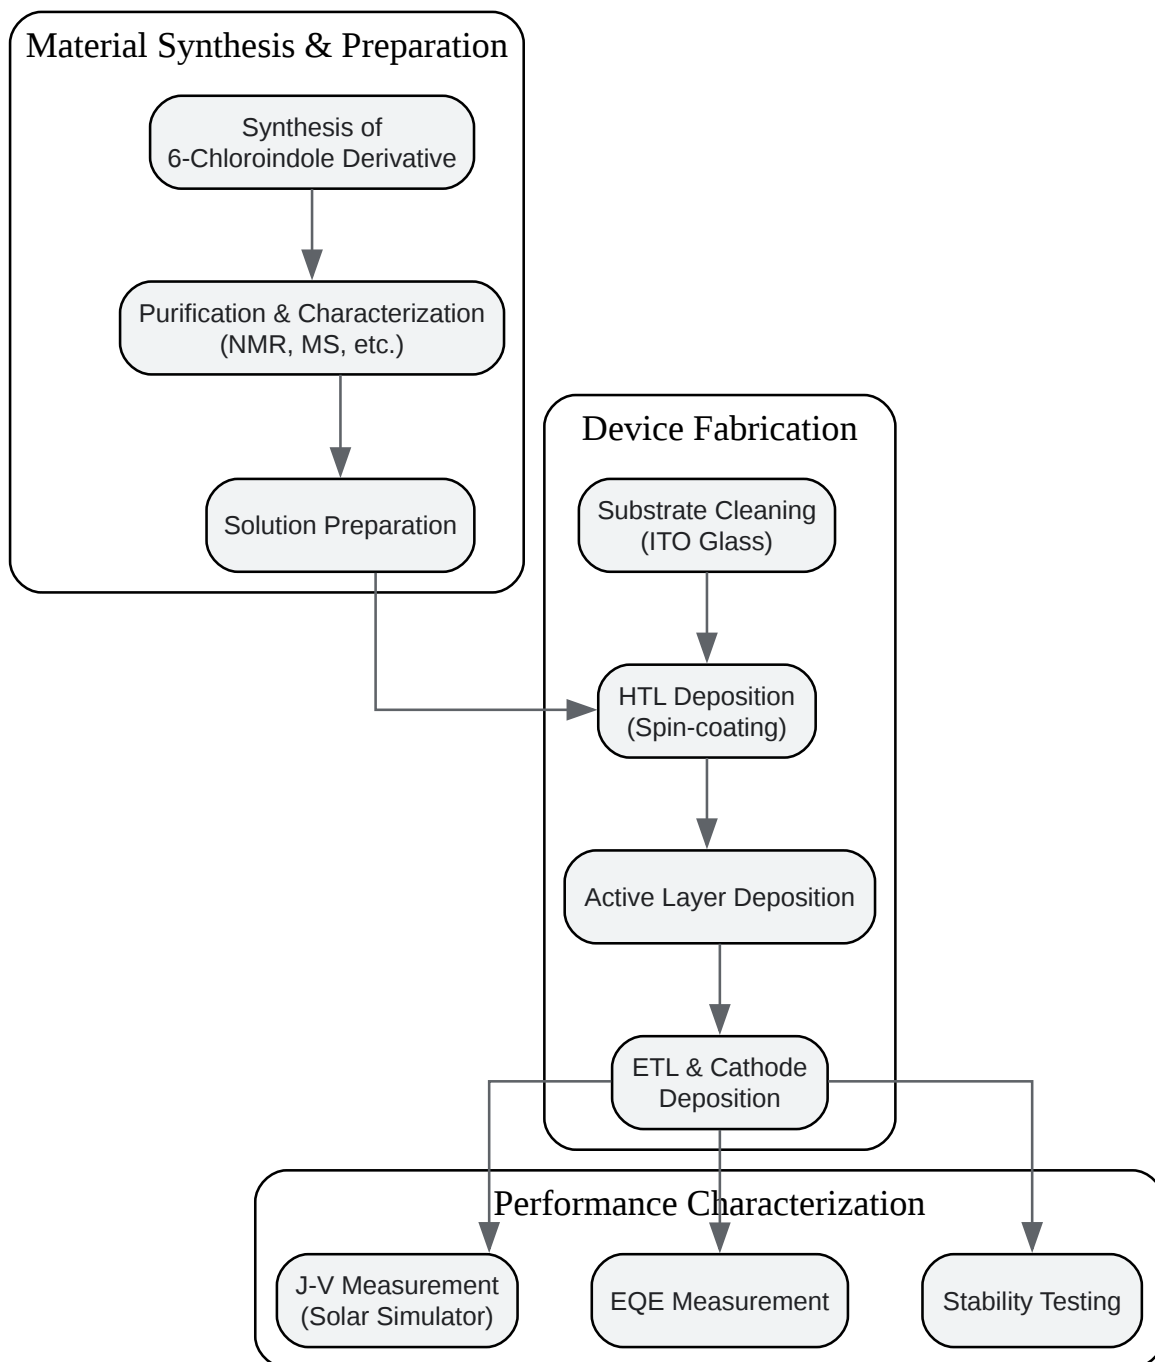 Material Synthesis & Preparation
Synthesis of
6-Chloroindole Derivative
Purification & Characterization
(NMR, MS, etc.)
Solution Preparation
Device Fabrication
Substrate Cleaning
(ITO Glass)
HTL Deposition
(Spin-coating)
Active Layer Deposition
ETL & Cathode
Deposition
Performance Characterization
J-V Measurement
(Solar Simulator)
EQE Measurement
Stability Testing